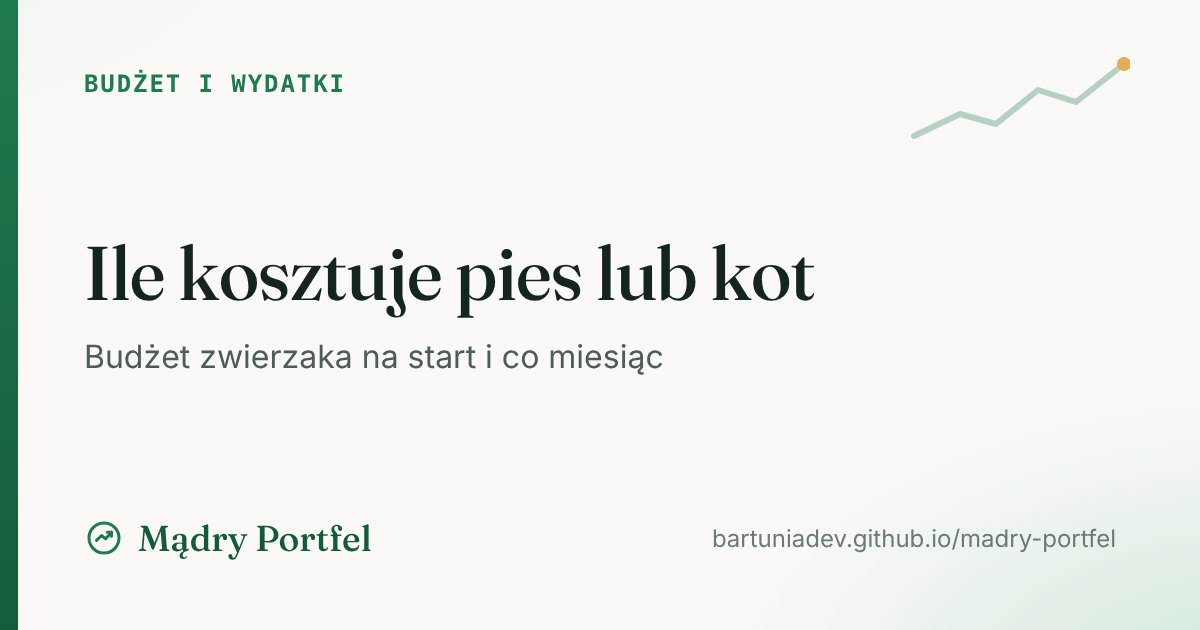 BUDŻET I WYDATKI
Ile kosztuje pies lub kot
Budżet zwierzaka na start i co miesiąc
Mądry Portfel
bartuniadev.github.io/madry-portfel